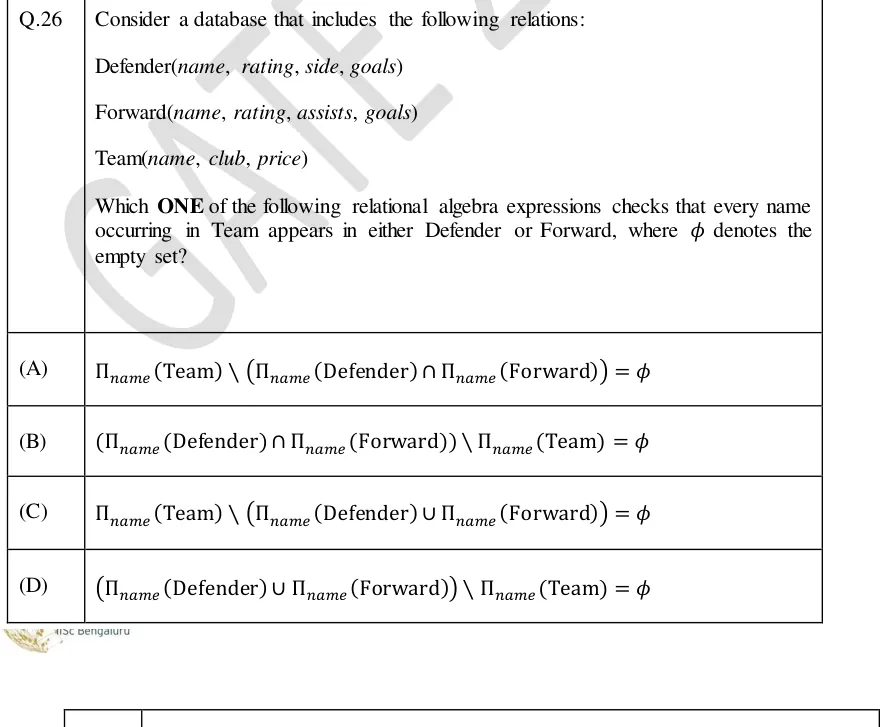 Q.26 Consider a database that includes the following relations:
Defender(name, rating, side, goals)
Forward(name, rating, assists, goals)
Team(name, club, price)
Which ONE of the following relational algebra expressions checks that every name
occurring in Team appears in either Defender or Forward, where ϕ denotes the
empty set?
(A) Π_name (Team) \ (Π_name (Defender) ∩ Π_name (Forward)) = ϕ
(B) (Π_name (Defender) ∩ Π_name (Forward)) \ Π_name (Team) = ϕ
(C) Π_name (Team) \ (Π_name (Defender) ∪ Π_name (Forward)) = ϕ
(D) (Π_name (Defender) ∪ Π_name (Forward)) \ Π_name (Team) = ϕ
IISc Bengaluru
GATE 2